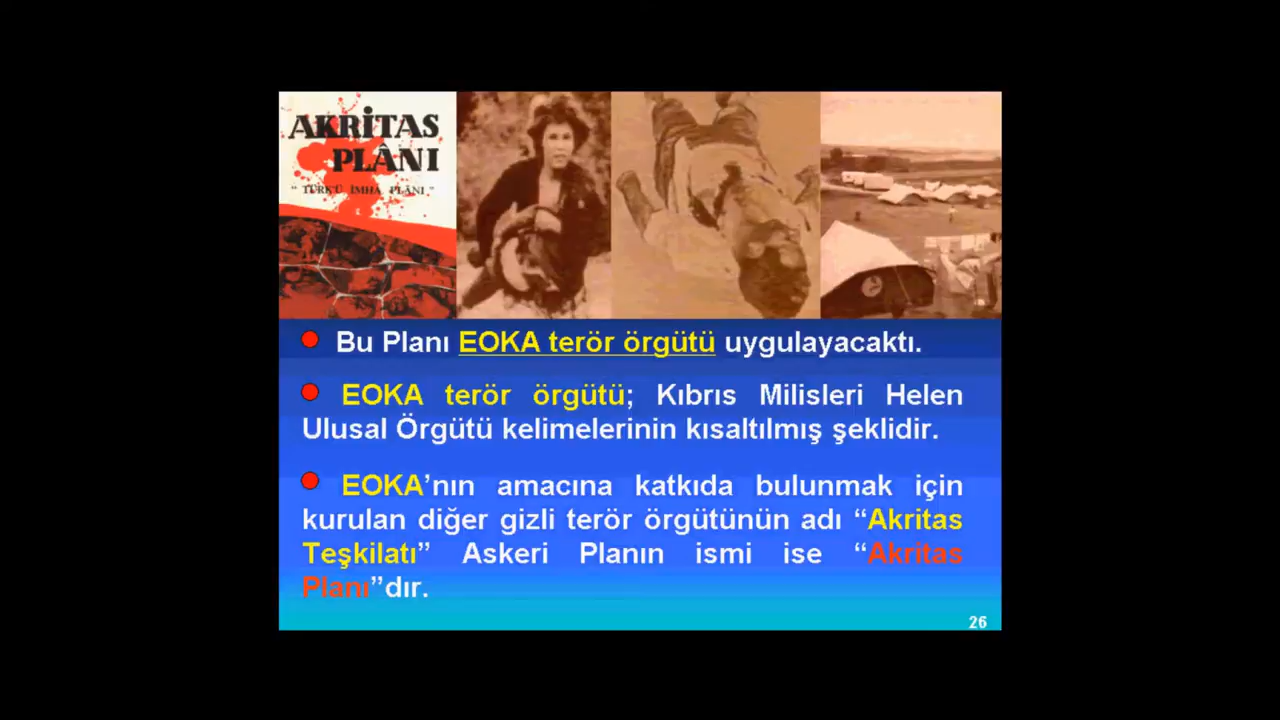 AKRİTAS
PLÂNI
" TÜRK'Ü İMHA PLÂNI "
Bu Planı EOKA terör örgütü uygulayacaktı.
EOKA terör örgütü; Kıbrıs Milisleri Helen
Ulusal Örgütü kelimelerinin kısaltılmış şeklidir.
EOKA’nın amacına katkıda bulunmak için
kurulan diğer gizli terör örgütünün adı “Akritas
Teşkilatı” Askeri Planın ismi ise “Akritas
Planı”dır.
26